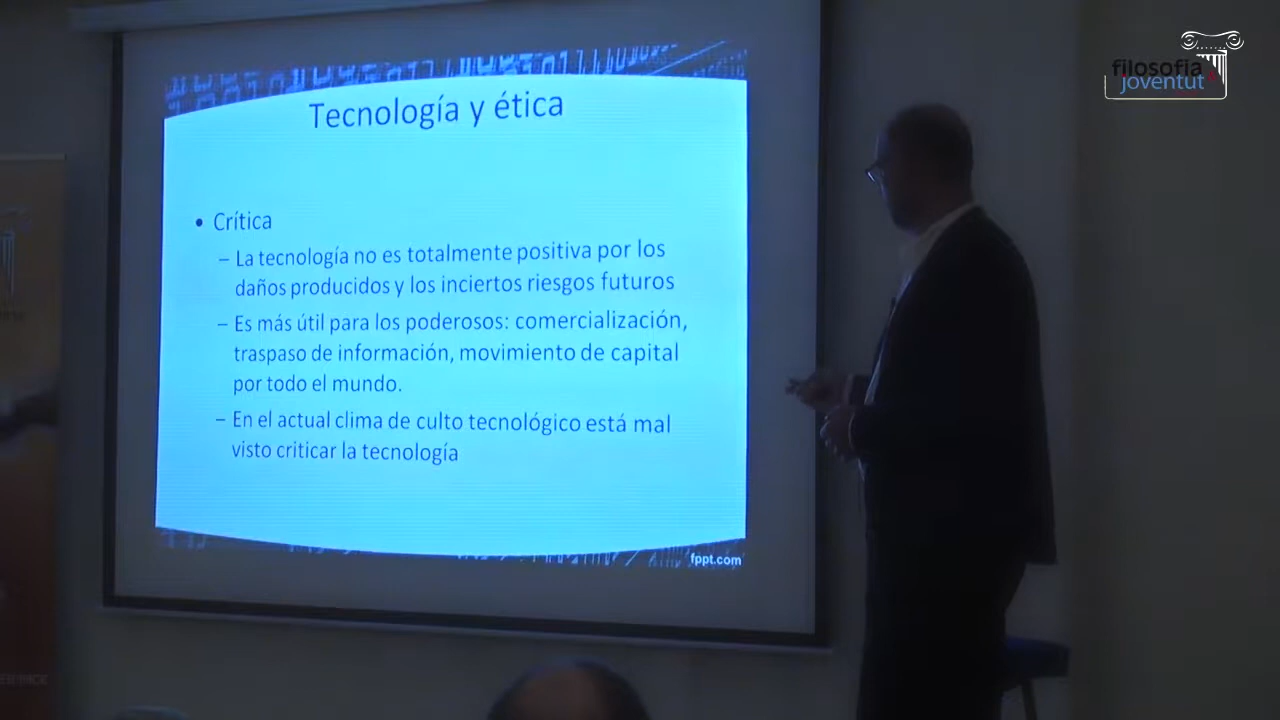 filosofia
joventut
Tecnología y ética
• Crítica
– La tecnología no es totalmente positiva por los
daños producidos y los inciertos riesgos futuros
– Es más útil para los poderosos: comercialización,
traspaso de información, movimiento de capital
por todo el mundo.
– En el actual clima de culto tecnológico está mal
visto criticar la tecnología
fppt.com